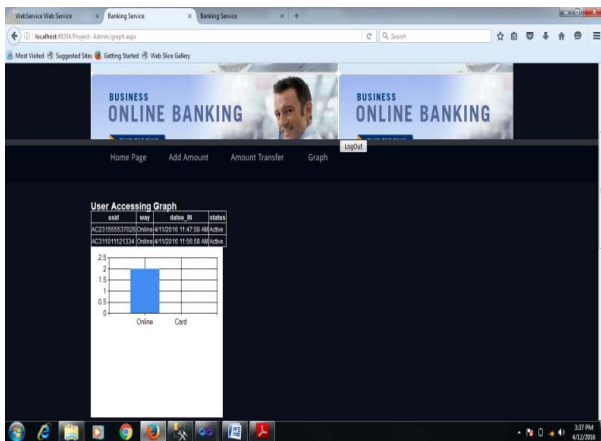 WebService Web Service
Banking Service
Banking Service
localhost:49294/Project- Admin/graph.aspx
Search
Most Visited
Suggested Sites
Getting Started
Web Slice Gallery
BUSINESS
ONLINE BANKING
BUSINESS
ONLINE BANKING
LogOut
Home Page
Add Amount
Amount Transfer
Graph
User Accessing Graph
usid way datee_IN status
AC231555537026 Online 4/11/2016 11:47:08 AM Active
AC311011121334 Online 4/11/2016 11:56:58 AM Active
2.5
2
1.5
1
0.5
0
Online
Card
3:37 PM
4/12/2016